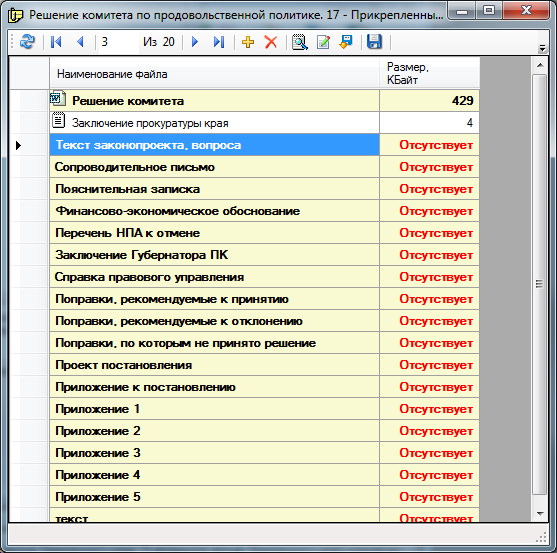 Решение комитета по продовольственной политике. 17 - Прикрепленны...
3 Из 20
Наименование файла Размер, КБайт
Решение комитета 429
Заключение прокуратуры края 4
Текст законопроекта, вопроса Отсутствует
Сопроводительное письмо Отсутствует
Пояснительная записка Отсутствует
Финансово-экономическое обоснование Отсутствует
Перечень НПА к отмене Отсутствует
Заключение Губернатора ПК Отсутствует
Справка правового управления Отсутствует
Поправки, рекомендуемые к принятию Отсутствует
Поправки, рекомендуемые к отклонению Отсутствует
Поправки, по которым не принято решение Отсутствует
Проект постановления Отсутствует
Приложение к постановлению Отсутствует
Приложение 1 Отсутствует
Приложение 2 Отсутствует
Приложение 3 Отсутствует
Приложение 4 Отсутствует
Приложение 5 Отсутствует
текст Отсутствует